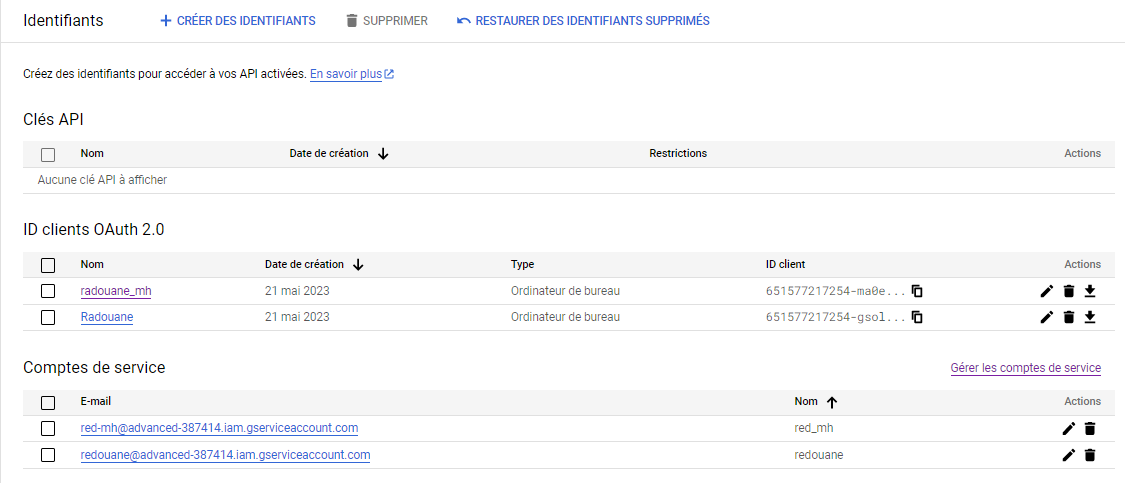 Identifiants CRÉER DES IDENTIFIANTS SUPPRIMER RESTAURER DES IDENTIFIANTS SUPPRIMÉS
Créez des identifiants pour accéder à vos API activées. En savoir plus
Clés API
Nom Date de création Restrictions Actions
Aucune clé API à afficher
ID clients OAuth 2.0
Nom Date de création Type ID client Actions
radouane_mh 21 mai 2023 Ordinateur de bureau 651577217254-ma0e...
Radouane 21 mai 2023 Ordinateur de bureau 651577217254-gsol...
Comptes de service Gérer les comptes de service
E-mail Nom Actions
red-mh@advanced-387414.iam.gserviceaccount.com red_mh
redouane@advanced-387414.iam.gserviceaccount.com redouane